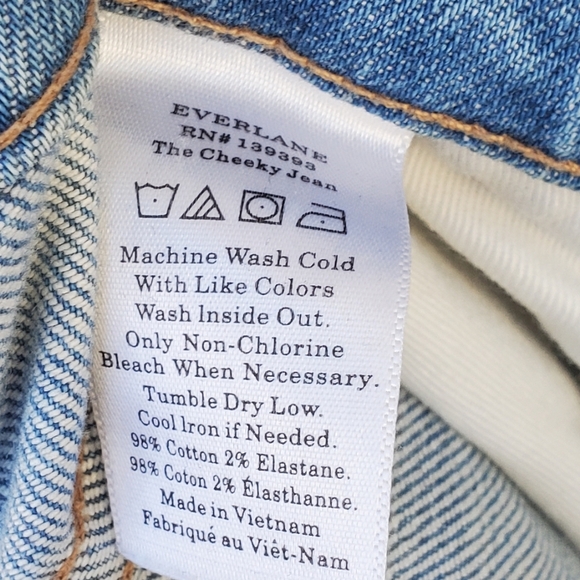 EVERLANE
RN# 139393
The Cheeky Jean
Machine Wash Cold
With Like Colors
Wash Inside Out.
Only Non-Chlorine
Bleach When Necessary.
Tumble Dry Low.
Cool Iron if Needed.
98% Cotton 2% Elastane.
98% Coton 2% Élasthanne.
Made in Vietnam
Fabriqué au Viêt-Nam